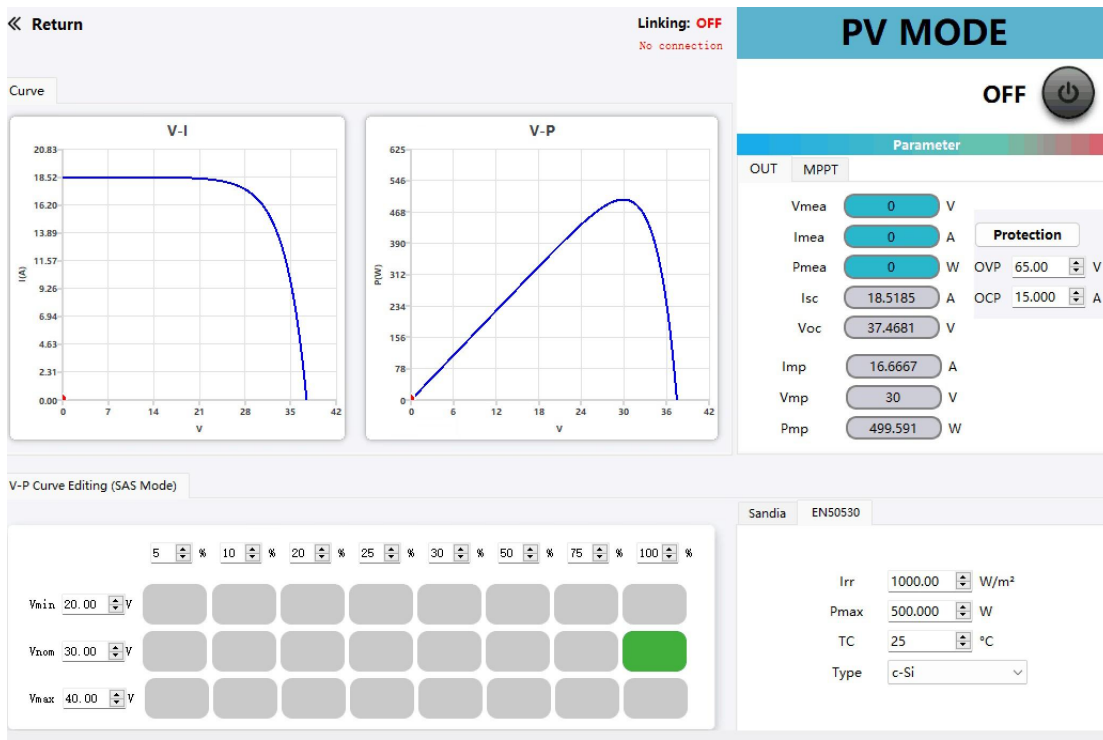 « Return
Linking: OFF
No connection
PV MODE
OFF
Curve
V-I
20.83
18.52
16.20
13.89
11.57
9.26
6.94
4.63
2.31
0.00
I(A)
0 7 14 21 28 35 42
V
V-P
625
546
468
390
312
234
156
78
0
P(W)
0 6 12 18 24 30 36 42
V
Parameter
OUT MPPT
Vmea 0 V
Imea 0 A
Pmea 0 W
Isc 18.5185 A
Voc 37.4681 V
Imp 16.6667 A
Vmp 30 V
Pmp 499.591 W
Protection
OVP 65.00 V
OCP 15.000 A
V-P Curve Editing (SAS Mode)
5 % 10 % 20 % 25 % 30 % 50 % 75 % 100 %
Vmin 20.00 V
Vnom 30.00 V
Vmax 40.00 V
Sandia EN50530
Irr 1000.00 W/m²
Pmax 500.000 W
TC 25 °C
Type c-Si